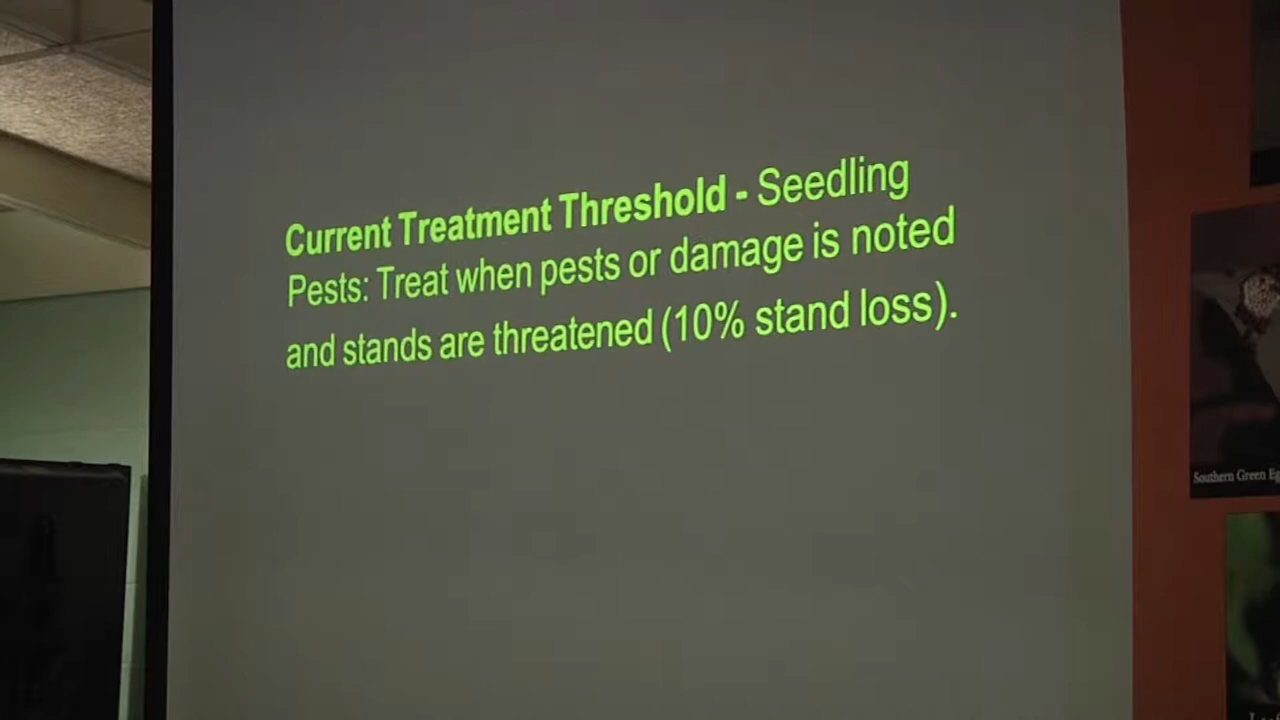 Current Treatment Threshold - Seedling
Pests: Treat when pests or damage is noted
and stands are threatened (10% stand loss).
Southern Green